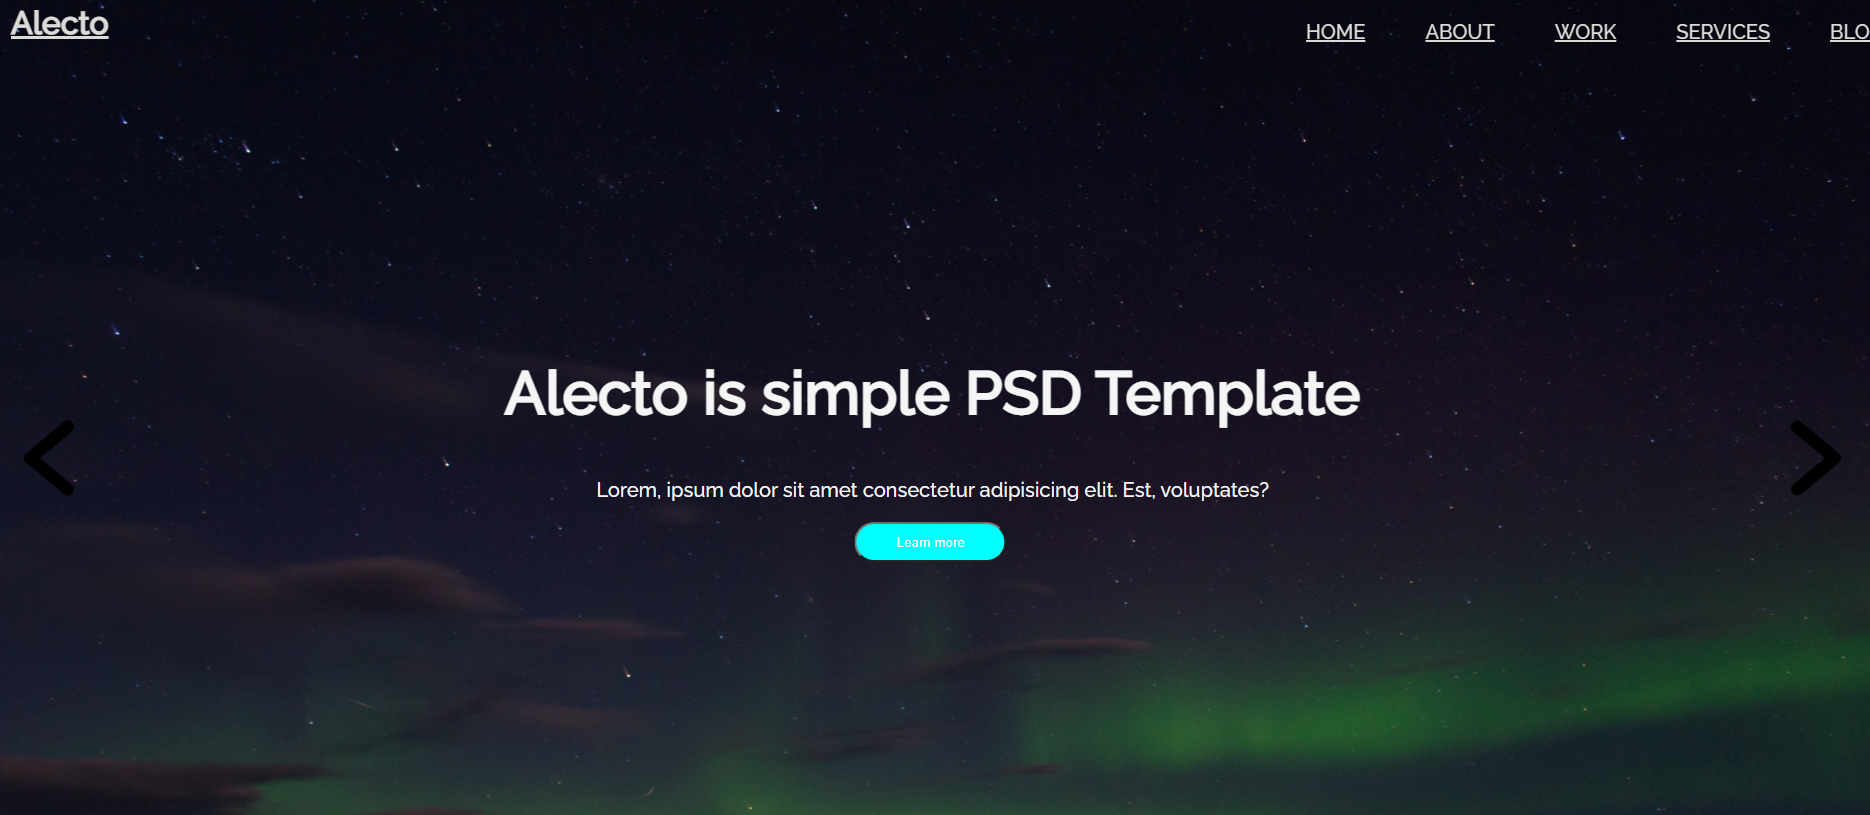 Alecto
HOME ABOUT WORK SERVICES BLO
Alecto is simple PSD Template
Lorem, ipsum dolor sit amet consectetur adipisicing elit. Est, voluptates?
Learn more